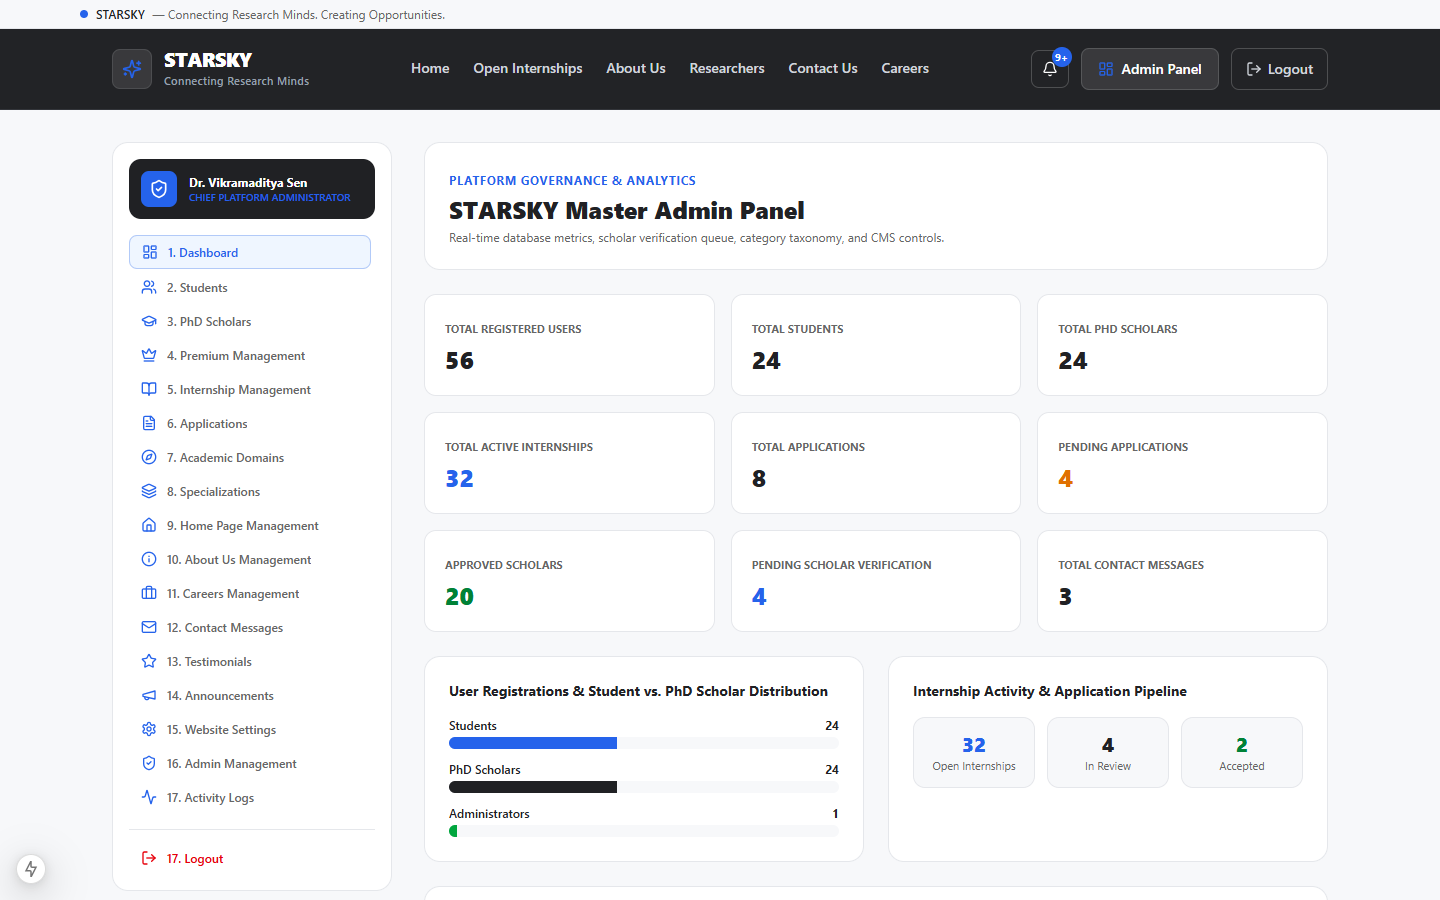 STARSKY — Connecting Research Minds. Creating Opportunities.
STARSKY
Connecting Research Minds
Home
Open Internships
About Us
Researchers
Contact Us
Careers
9+
Admin Panel
Logout
Dr. Vikramaditya Sen
CHIEF PLATFORM ADMINISTRATOR
1. Dashboard
2. Students
3. PhD Scholars
4. Premium Management
5. Internship Management
6. Applications
7. Academic Domains
8. Specializations
9. Home Page Management
10. About Us Management
11. Careers Management
12. Contact Messages
13. Testimonials
14. Announcements
15. Website Settings
16. Admin Management
17. Activity Logs
17. Logout
PLATFORM GOVERNANCE & ANALYTICS
STARSKY Master Admin Panel
Real-time database metrics, scholar verification queue, category taxonomy, and CMS controls.
TOTAL REGISTERED USERS
56
TOTAL STUDENTS
24
TOTAL PHD SCHOLARS
24
TOTAL ACTIVE INTERNSHIPS
32
TOTAL APPLICATIONS
8
PENDING APPLICATIONS
4
APPROVED SCHOLARS
20
PENDING SCHOLAR VERIFICATION
4
TOTAL CONTACT MESSAGES
3
User Registrations & Student vs. PhD Scholar Distribution
Students 24
PhD Scholars 24
Administrators 1
Internship Activity & Application Pipeline
32
Open Internships
4
In Review
2
Accepted